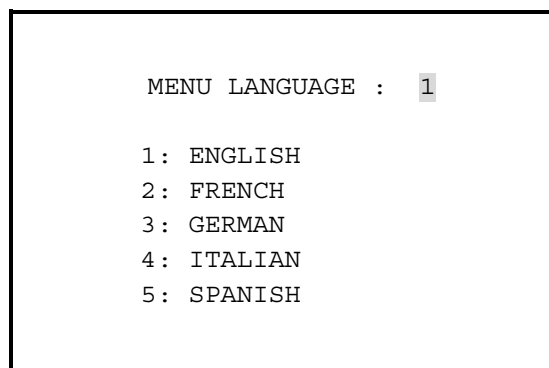 MENU LANGUAGE : 1
1: ENGLISH
2: FRENCH
3: GERMAN
4: ITALIAN
5: SPANISH